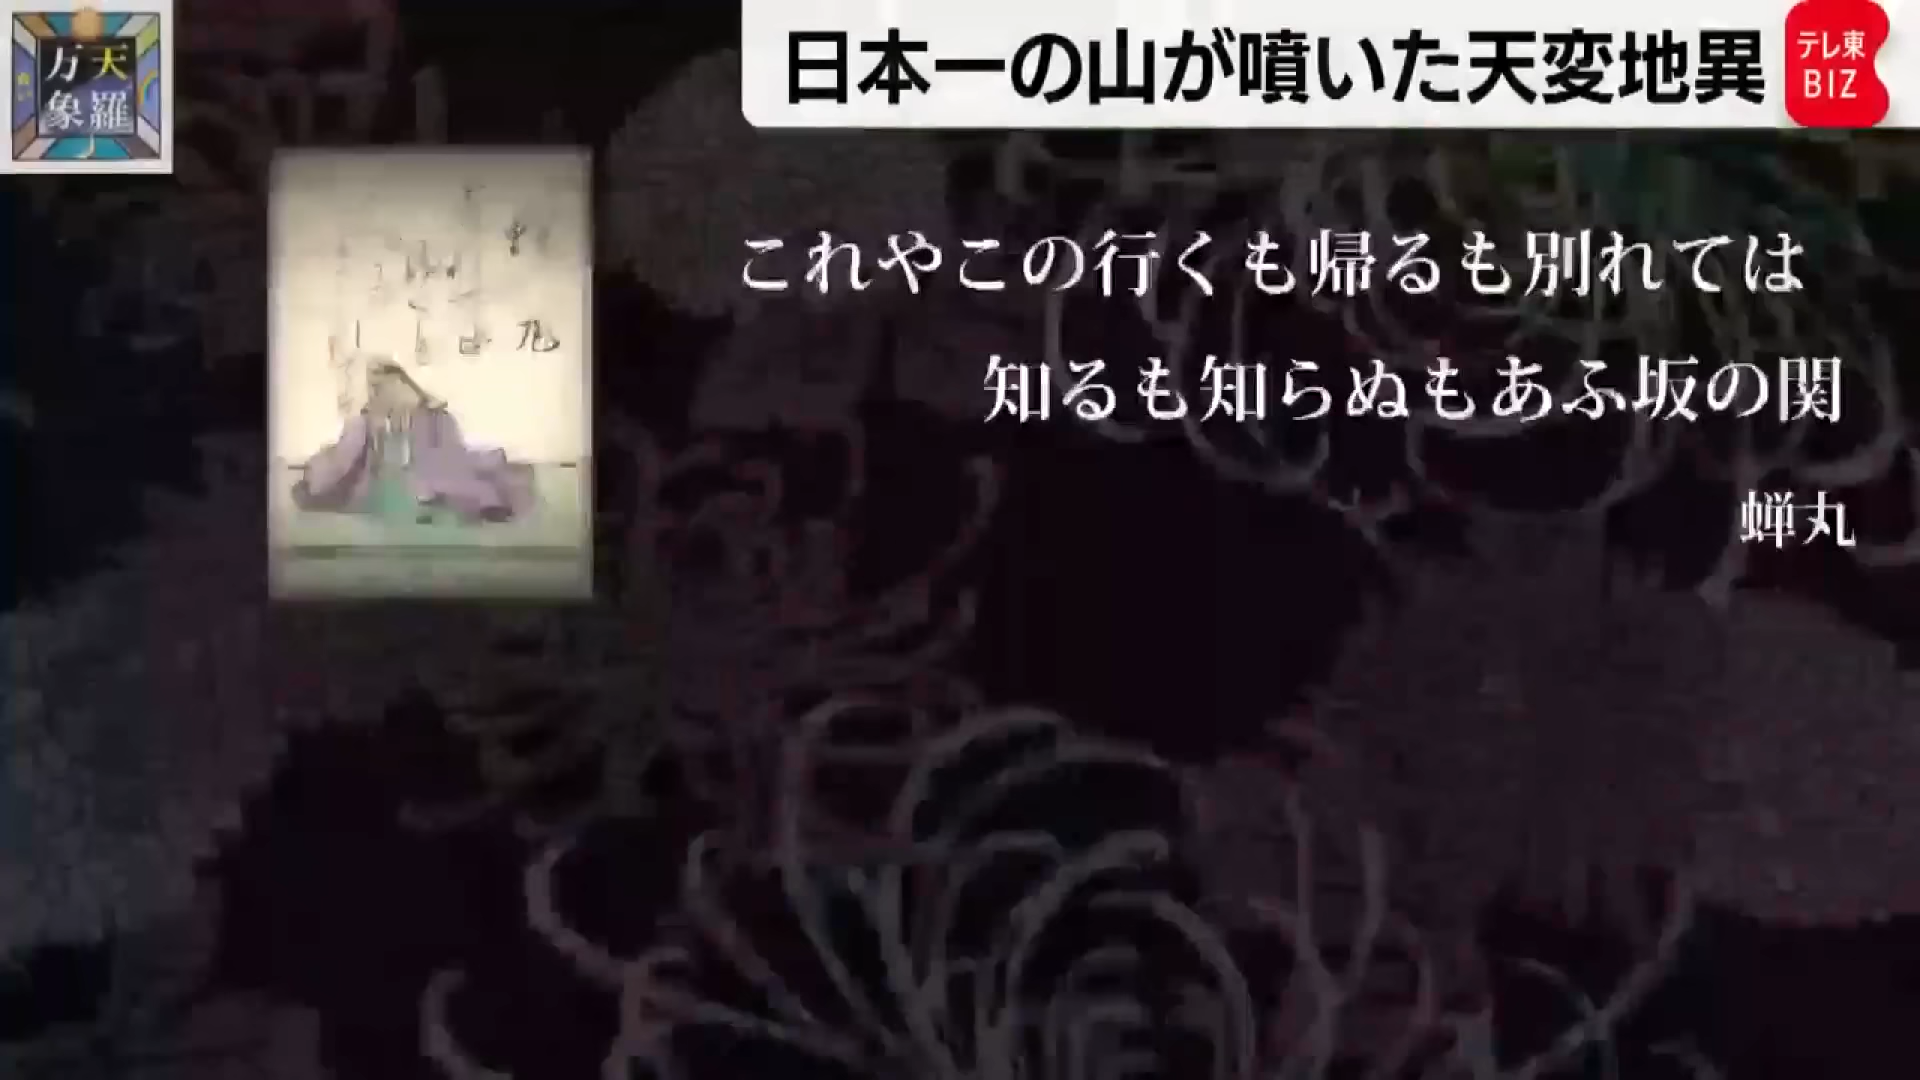 天羅
万象
日本一の山が噴いた天変地異
テレ東
BIZ
これやこの行くも帰るも別れては
知るも知らぬもあふ坂の関
蝉丸